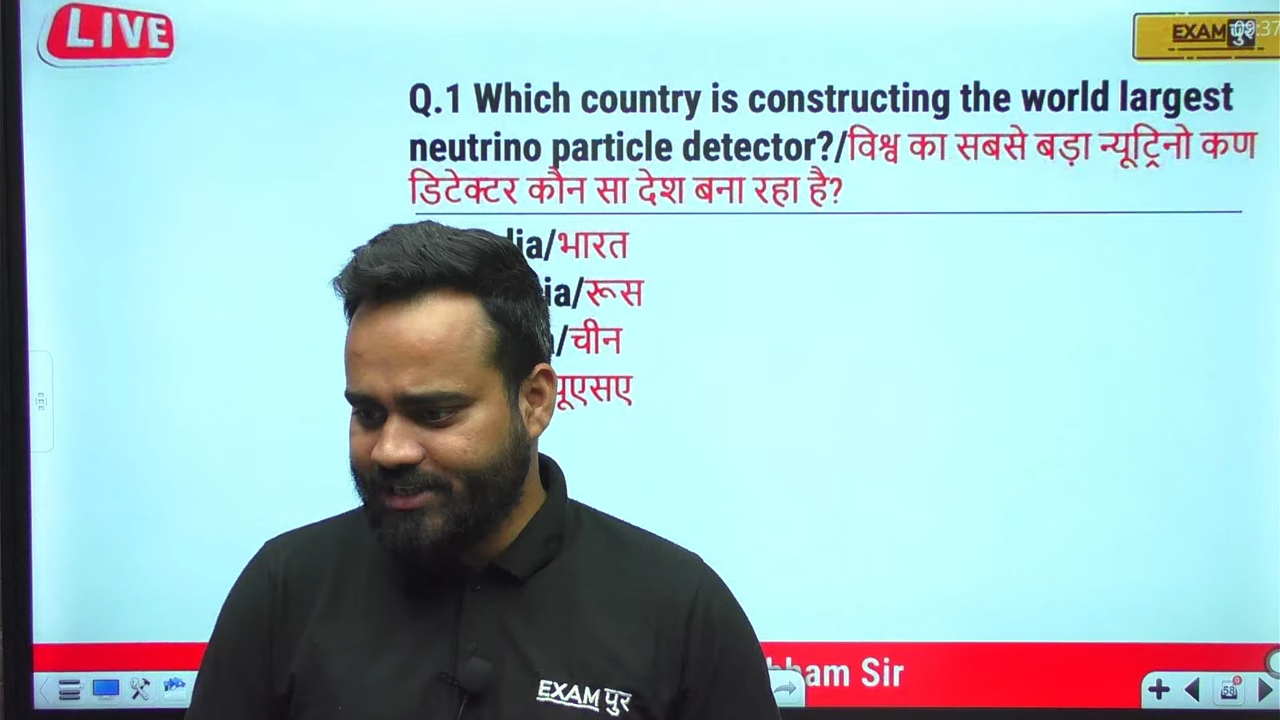 LIVE
EXAM पुर
Q.1 Which country is constructing the world largest
neutrino particle detector?/विश्व का सबसे बड़ा न्यूट्रिनो कण
डिटेक्टर कौन सा देश बना रहा है?
/भारत
/रूस
/चीन
यूएसए
EXAM पुर
Sir
58